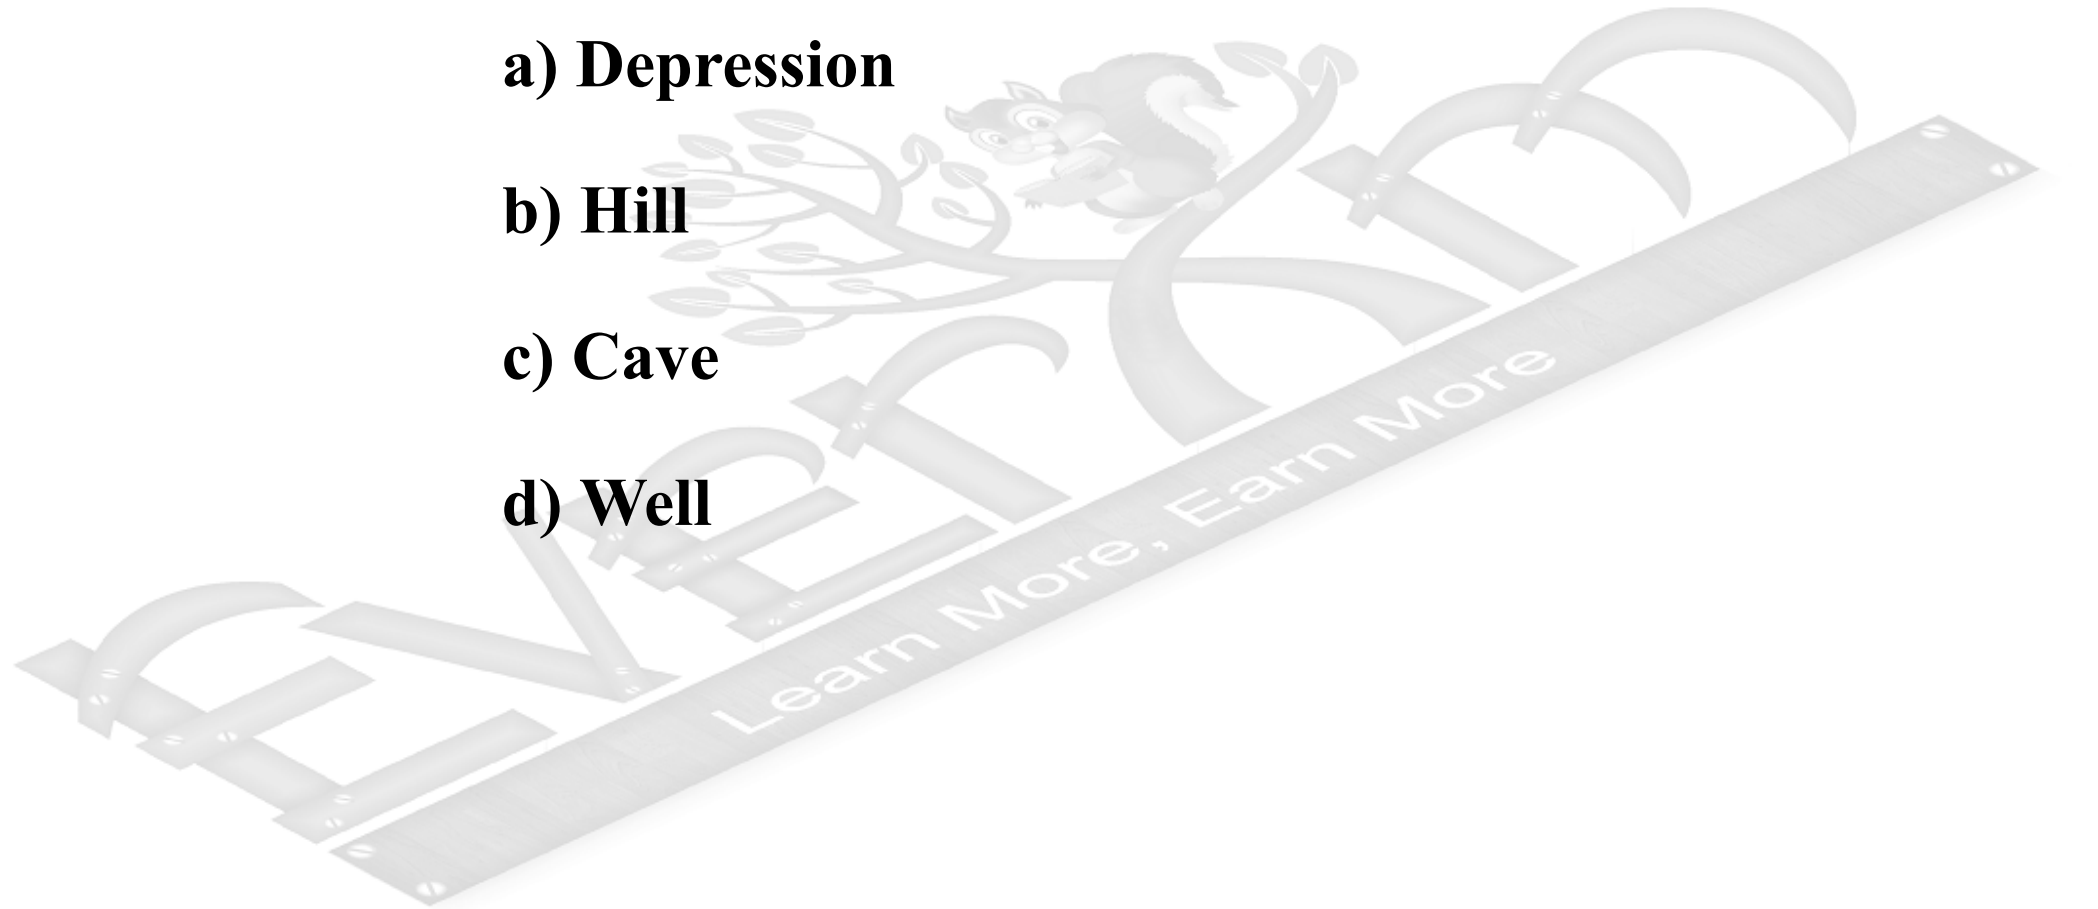 a) Depression
b) Hill
c) Cave
d) Well
Learn More, Earn More